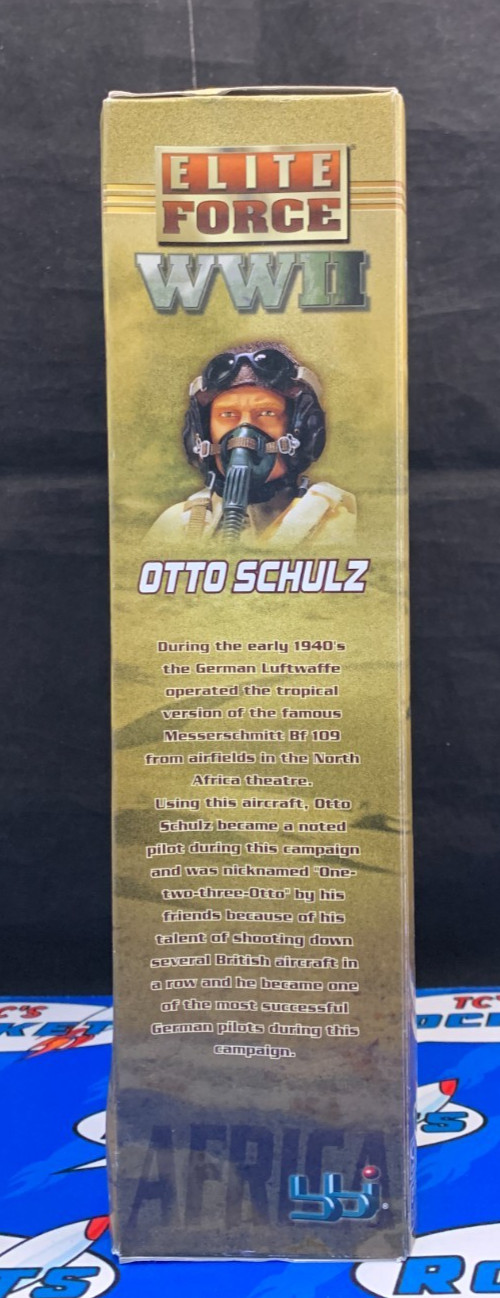 ELITE
FORCE
WWII
OTTO SCHULZ
During the early 1940's
the German Luftwaffe
operated the tropical
version of the famous
Messerschmitt Bf 109
from airfields in the North
Africa theatre.
Using this aircraft, Otto
Schulz became a noted
pilot during this campaign
and was nicknamed "One-
two-three-Otto" by his
friends because of his
talent of shooting down
several British aircraft in
a row and he became one
of the most successful
German pilots during this
campaign.
AFRICA
bbi
TC'S
TC'S